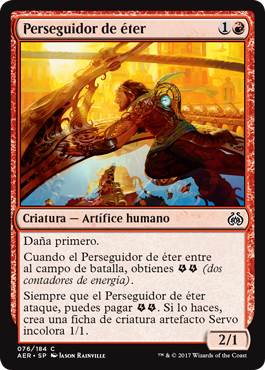 Perseguidor de éter 1
Criatura — Artífice humano
Daña primero.
Cuando el Perseguidor de éter entre
al campo de batalla, obtienes (dos
contadores de energía).
Siempre que el Perseguidor de éter
ataque, puedes pagar . Si lo haces,
crea una ficha de criatura artefacto Servo
incolora 1/1.
2/1
076/184 C
AER • SP Jason Rainville
™ & © 2017 Wizards of the Coast